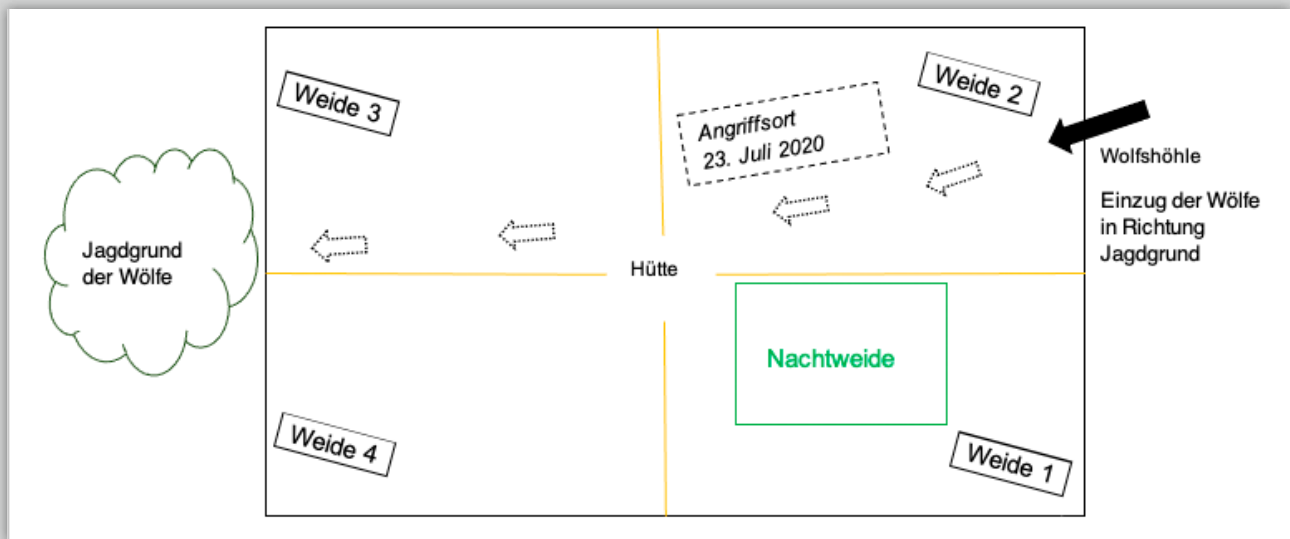 Weide 3
Weide 2
Angriffsort
23. Juli 2020
Wolfshöhle
Einzug der Wölfe
in Richtung
Jagdgrund
Jagdgrund
der Wölfe
Hütte
Nachtweide
Weide 4
Weide 1